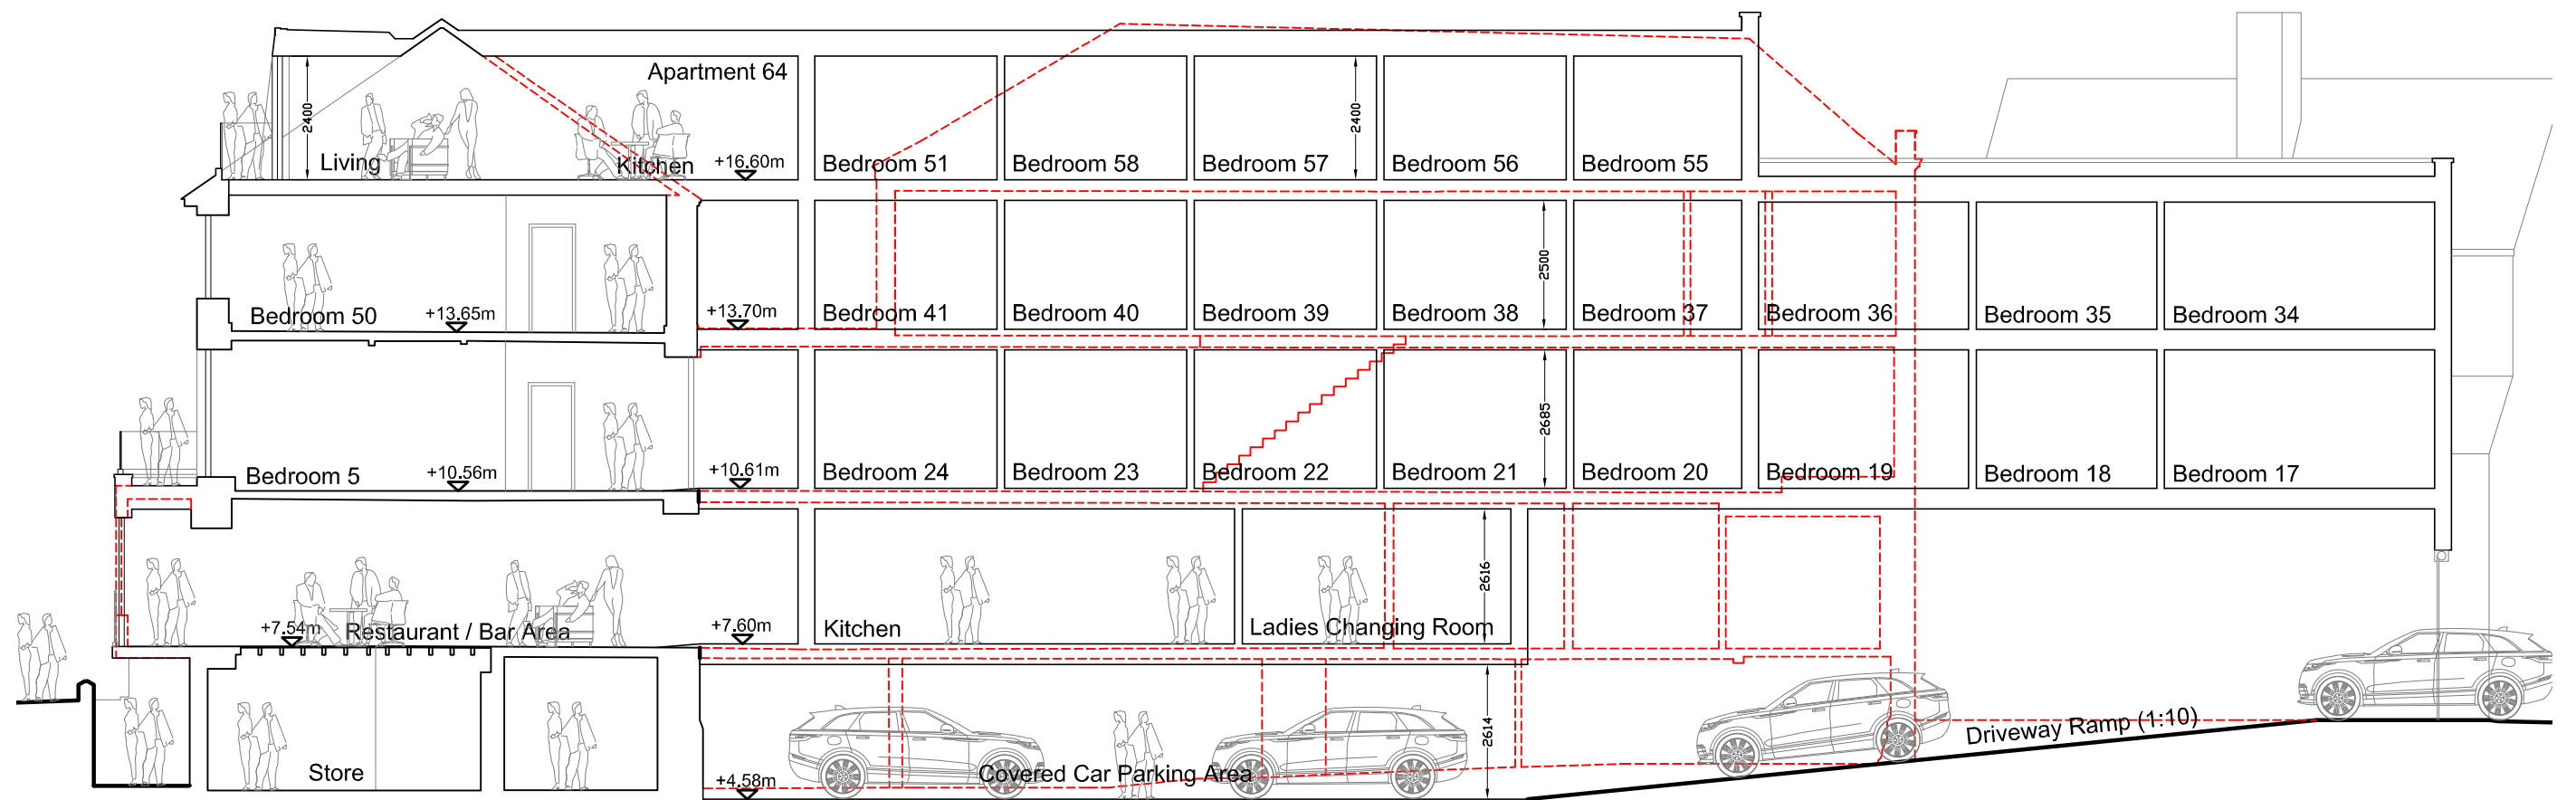 Apartment 64
2400
2400
Living
Kitchen
+16.60m
Bedroom 51
Bedroom 58
Bedroom 57
Bedroom 56
Bedroom 55
2500
Bedroom 50
+13.65m
+13.70m
Bedroom 41
Bedroom 40
Bedroom 39
Bedroom 38
Bedroom 37
Bedroom 36
Bedroom 35
Bedroom 34
2685
Bedroom 5
+10.56m
+10.61m
Bedroom 24
Bedroom 23
Bedroom 22
Bedroom 21
Bedroom 20
Bedroom 19
Bedroom 18
Bedroom 17
2616
+7.54m
Restaurant / Bar Area
+7.60m
Kitchen
Ladies Changing Room
2614
Driveway Ramp (1:10)
Store
+4.58m
Covered Car Parking Area